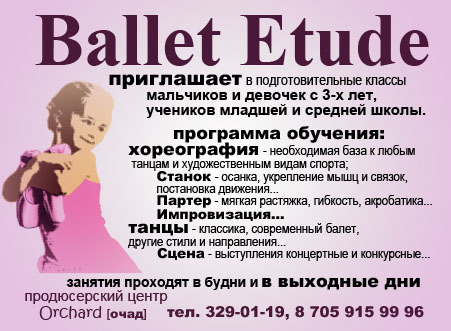 Ballet Etude
приглашает в подготовительные классы
мальчиков и девочек с 3-х лет,
учеников младшей и средней школы.
программа обучения:
хореография - необходимая база к любым
танцам и художественным видам спорта;
Станок - осанка, укрепление мышц и связок,
постановка движения...
Партер - мягкая растяжка, гибкость, акробатика...
Импровизация...
танцы - классика, современный балет,
другие стили и направления...
Сцена - выступления концертные и конкурсные...
занятия проходят в будни и в выходные дни
продюсерский центр
Orchard [очад] тел. 329-01-19, 8 705 915 99 96